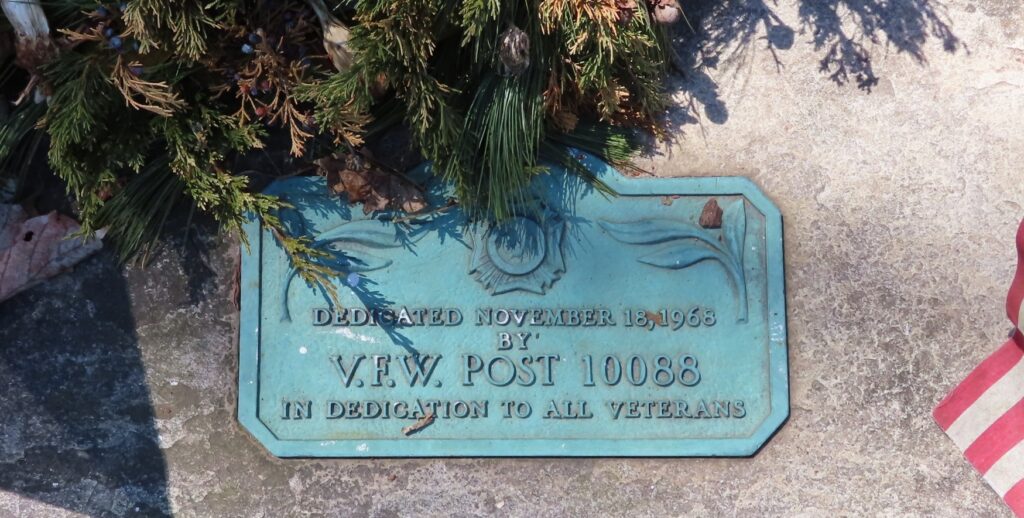 DEDICATED NOVEMBER 18, 1968
BY
V.F.W. POST 10088
IN DEDICATION TO ALL VETERANS